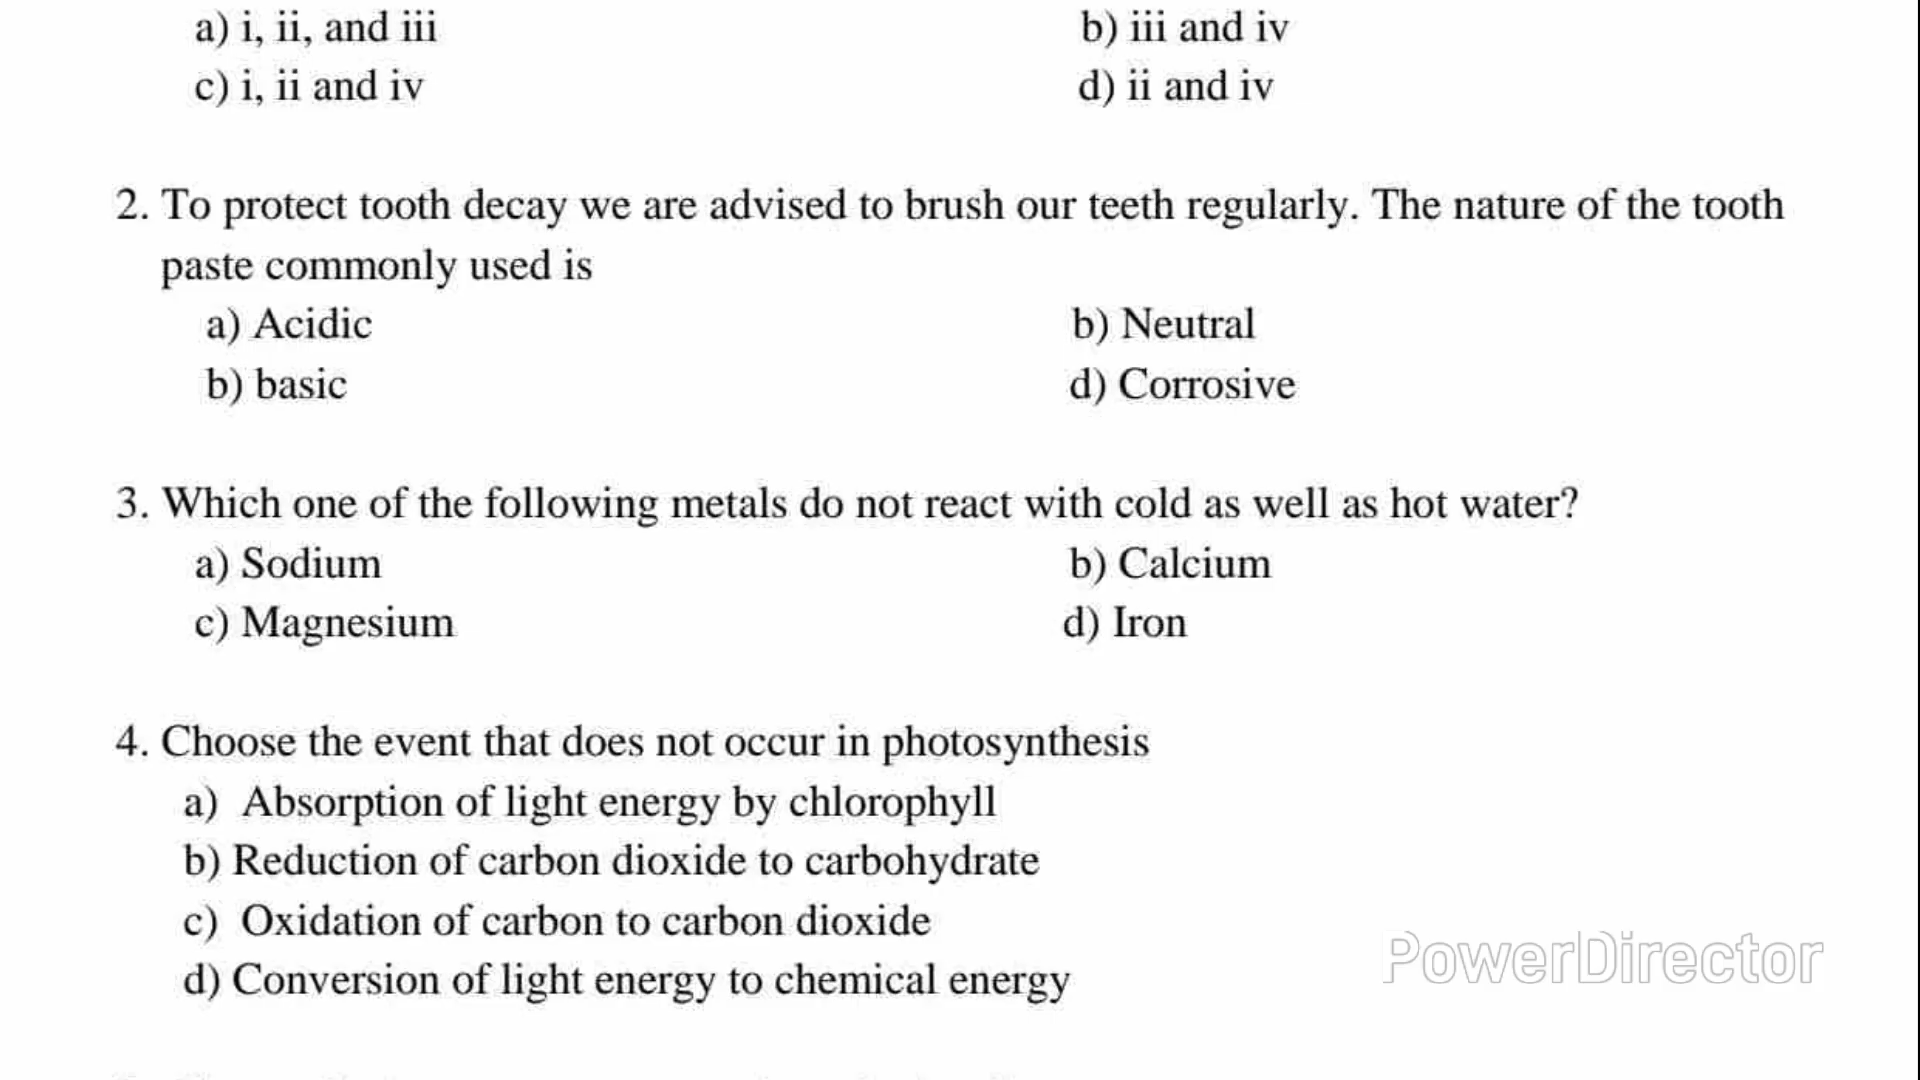 a) i, ii, and iii b) iii and iv
c) i, ii and iv d) ii and iv
2. To protect tooth decay we are advised to brush our teeth regularly. The nature of the tooth
paste commonly used is
a) Acidic b) Neutral
b) basic d) Corrosive
3. Which one of the following metals do not react with cold as well as hot water?
a) Sodium b) Calcium
c) Magnesium d) Iron
4. Choose the event that does not occur in photosynthesis
a) Absorption of light energy by chlorophyll
b) Reduction of carbon dioxide to carbohydrate
c) Oxidation of carbon to carbon dioxide
d) Conversion of light energy to chemical energy
PowerDirector